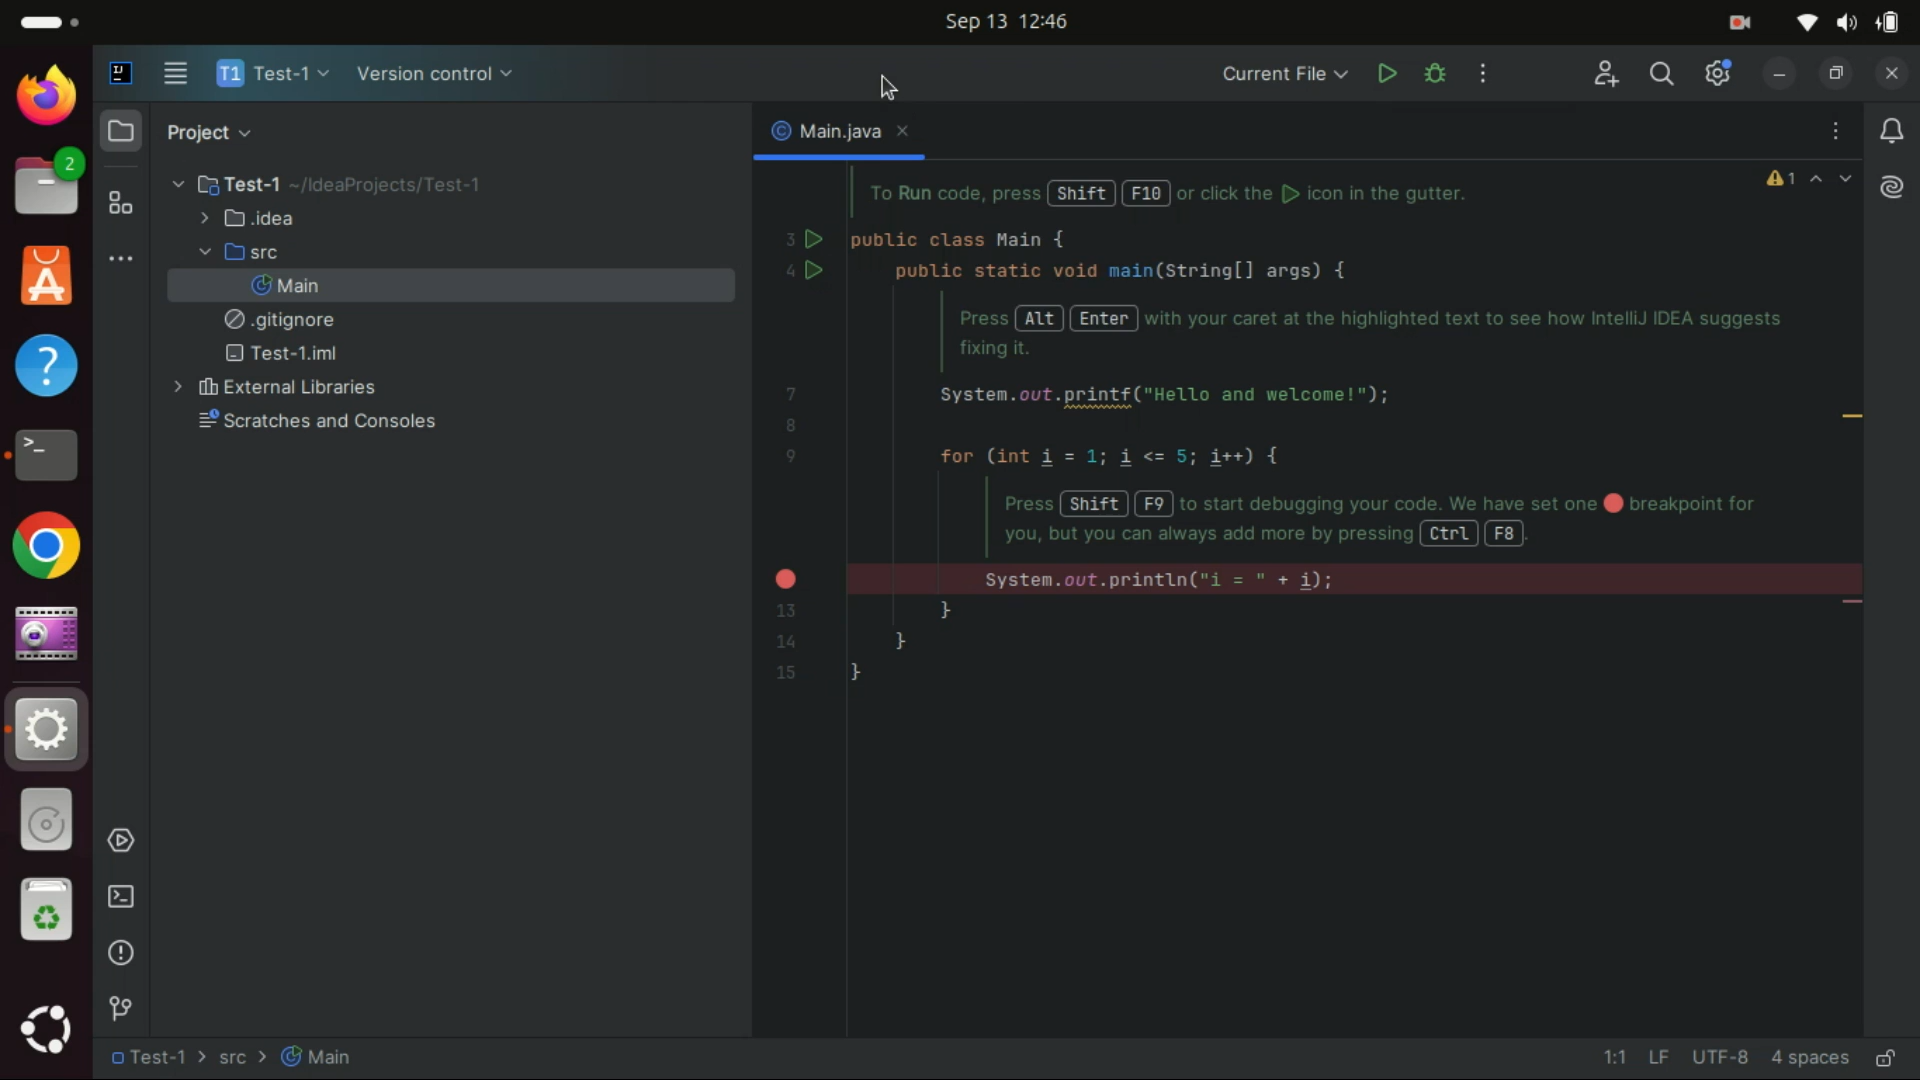 Sep 13 12:46
IJ
T1 Test-1
Version control
Current File
2
Project
Main.java
Test-1 ~/IdeaProjects/Test-1
.idea
src
Main
.gitignore
Test-1.iml
External Libraries
Scratches and Consoles
1
To Run code, press Shift F10 or click the icon in the gutter.
3 public class Main {
4 public static void main(String[] args) {
Press Alt Enter with your caret at the highlighted text to see how IntelliJ IDEA suggests
fixing it.
7 System.out.printf("Hello and welcome!");
8
9 for (int i = 1; i <= 5; i++) {
Press Shift F9 to start debugging your code. We have set one breakpoint for
you, but you can always add more by pressing Ctrl F8.
System.out.println("i = " + i);
13 }
14 }
15 }
Test-1 > src > Main
1:1 LF UTF-8 4 spaces